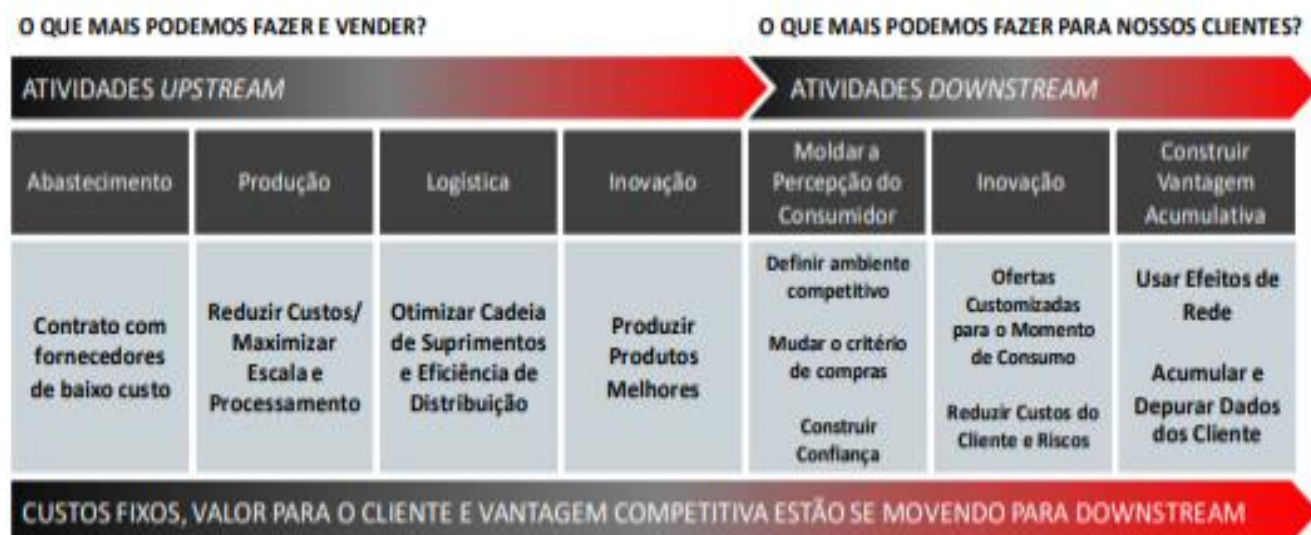 O QUE MAIS PODEMOS FAZER E VENDER?
O QUE MAIS PODEMOS FAZER PARA NOSSOS CLIENTES?
ATIVIDADES UPSTREAM
ATIVIDADES DOWNSTREAM
Abastecimento
Produção
Logística
Inovação
Moldar a
Percepção do
Consumidor
Inovação
Construir
Vantagem
Acumulativa
Contrato com
fornecedores
de baixo custo
Reduzir Custos/
Maximizar
Escala e
Processamento
Otimizar Cadeia
de Suprimentos
e Eficiência de
Distribuição
Produzir
Produtos
Melhores
Definir ambiente
competitivo
Mudar o critério
de compras
Construir
Confiança
Ofertas
Customizadas
para o Momento
de Consumo
Reduzir Custos do
Cliente e Riscos
Usar Efeitos de
Rede
Acumular e
Depurar Dados
dos Cliente
CUSTOS FIXOS, VALOR PARA O CLIENTE E VANTAGEM COMPETITIVA ESTÃO SE MOVENDO PARA DOWNSTREAM